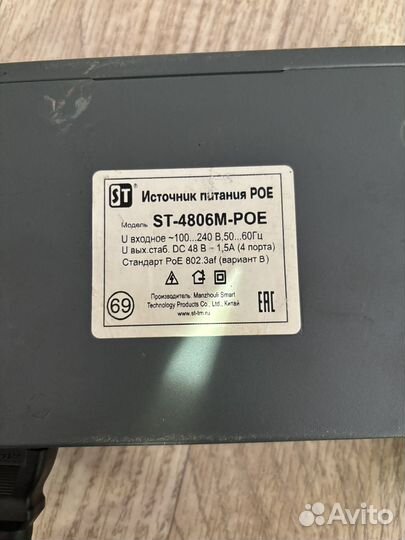 ST Источник питания POE
Модель: ST-4806M-POE
U входное ~100...240 В,50...60Гц
U вых.стаб. DC 48 В - 1,5А (4 порта)
Стандарт PoE 802.3af (вариант В)
69
Производитель: Manzhouli Smart
Technology Products Co., Ltd., Китай
www.st-tm.ru
EAC
Avito